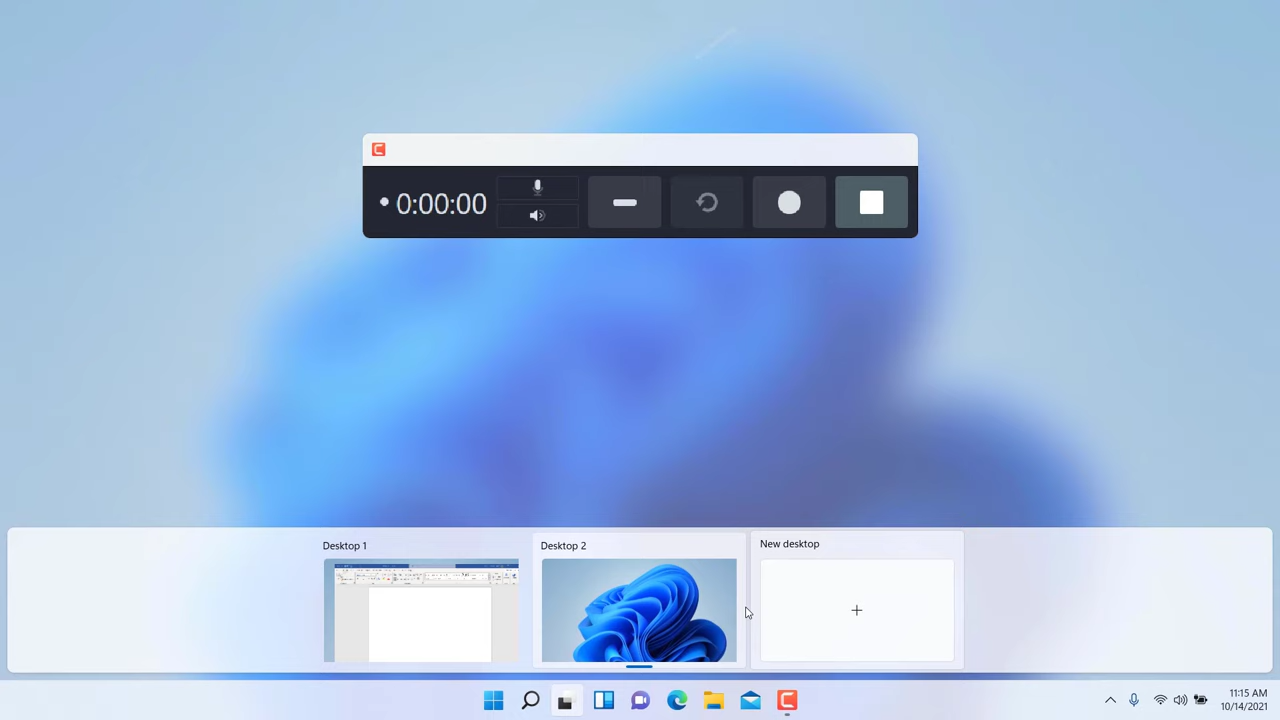 0:00:00
Desktop 1
Desktop 2
New desktop
11:15 AM
10/14/2021